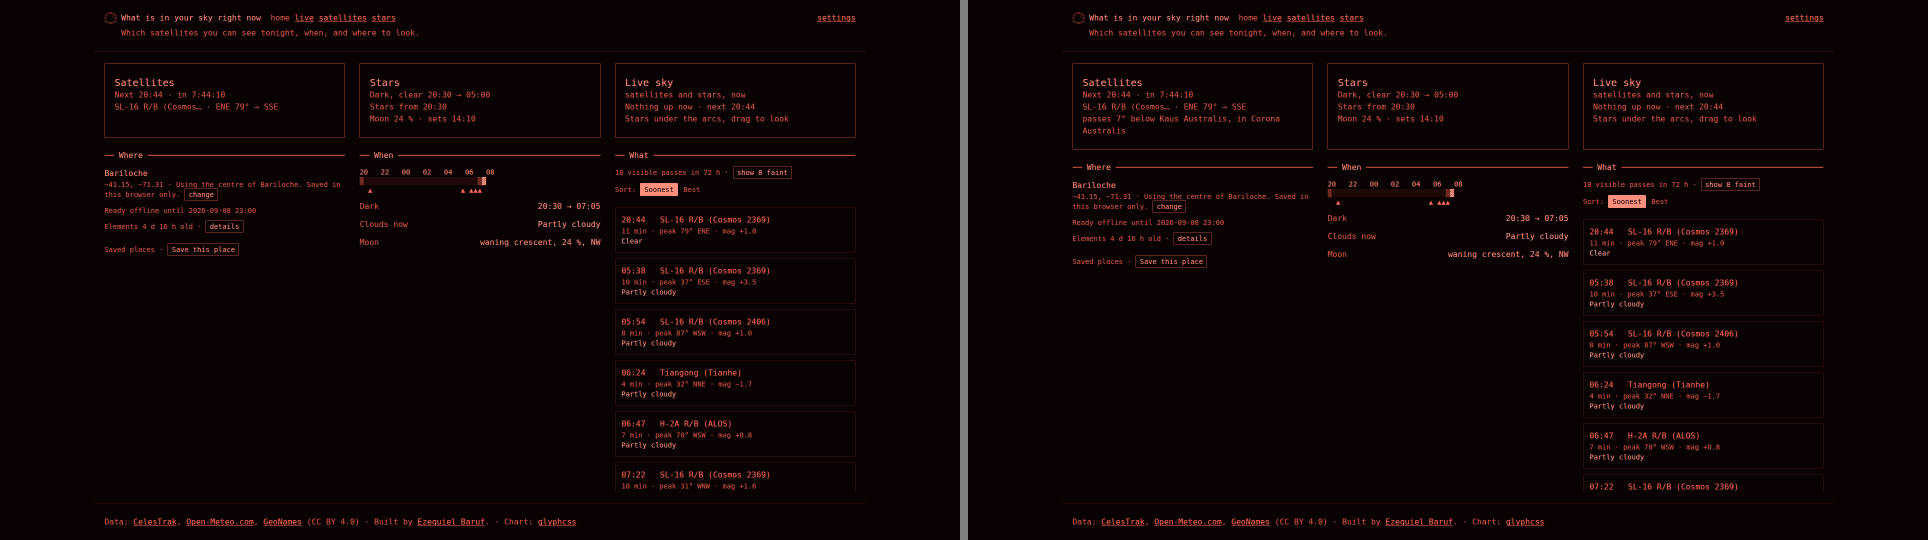 What is in your sky right now home live satellites stars settings
Which satellites you can see tonight, when, and where to look.
Satellites
Next 20:44 · in 7:44:10
SL-16 R/B (Cosmos… · ENE 79° → SSE
Stars
Dark, clear 20:30 → 05:00
Stars from 20:30
Moon 24 % · sets 14:10
Live sky
satellites and stars, now
Nothing up now · next 20:44
Stars under the arcs, drag to look
Where
Bariloche
−41.15, −71.31 · Using the centre of Bariloche. Saved in
this browser only. change
Ready offline until 2026-09-08 23:00
Elements 4 d 16 h old · details
Saved places · Save this place
When
20 22 00 02 04 06 08
Dark 20:30 → 07:05
Clouds now Partly cloudy
Moon waning crescent, 24 %, NW
What
18 visible passes in 72 h · show 8 faint
Sort: Soonest Best
20:44 SL-16 R/B (Cosmos 2369)
11 min · peak 79° ENE · mag +1.0
Clear
05:38 SL-16 R/B (Cosmos 2369)
10 min · peak 37° ESE · mag +3.5
Partly cloudy
05:54 SL-16 R/B (Cosmos 2406)
8 min · peak 87° WSW · mag +1.0
Partly cloudy
06:24 Tiangong (Tianhe)
4 min · peak 32° NNE · mag −1.7
Partly cloudy
06:47 H-2A R/B (ALOS)
7 min · peak 70° WSW · mag +0.8
Partly cloudy
07:22 SL-16 R/B (Cosmos 2369)
10 min · peak 31° WNW · mag +1.6
Data: CelesTrak, Open-Meteo.com, GeoNames (CC BY 4.0) · Built by Ezequiel Baruf. · Chart: glyphcss
What is in your sky right now home live satellites stars settings
Which satellites you can see tonight, when, and where to look.
Satellites
Next 20:44 · in 7:44:10
SL-16 R/B (Cosmos… · ENE 79° → SSE
passes 7° below Kaus Australis, in Corona
Australis
Stars
Dark, clear 20:30 → 05:00
Stars from 20:30
Moon 24 % · sets 14:10
Live sky
satellites and stars, now
Nothing up now · next 20:44
Stars under the arcs, drag to look
Where
Bariloche
−41.15, −71.31 · Using the centre of Bariloche. Saved in
this browser only. change
Ready offline until 2026-09-08 23:00
Elements 4 d 16 h old · details
Saved places · Save this place
When
20 22 00 02 04 06 08
Dark 20:30 → 07:05
Clouds now Partly cloudy
Moon waning crescent, 24 %, NW
What
18 visible passes in 72 h · show 8 faint
Sort: Soonest Best
20:44 SL-16 R/B (Cosmos 2369)
11 min · peak 79° ENE · mag +1.0
Clear
05:38 SL-16 R/B (Cosmos 2369)
10 min · peak 37° ESE · mag +3.5
Partly cloudy
05:54 SL-16 R/B (Cosmos 2406)
8 min · peak 87° WSW · mag +1.0
Partly cloudy
06:24 Tiangong (Tianhe)
4 min · peak 32° NNE · mag −1.7
Partly cloudy
06:47 H-2A R/B (ALOS)
7 min · peak 70° WSW · mag +0.8
Partly cloudy
07:22 SL-16 R/B (Cosmos 2369)
Data: CelesTrak, Open-Meteo.com, GeoNames (CC BY 4.0) · Built by Ezequiel Baruf. · Chart: glyphcss